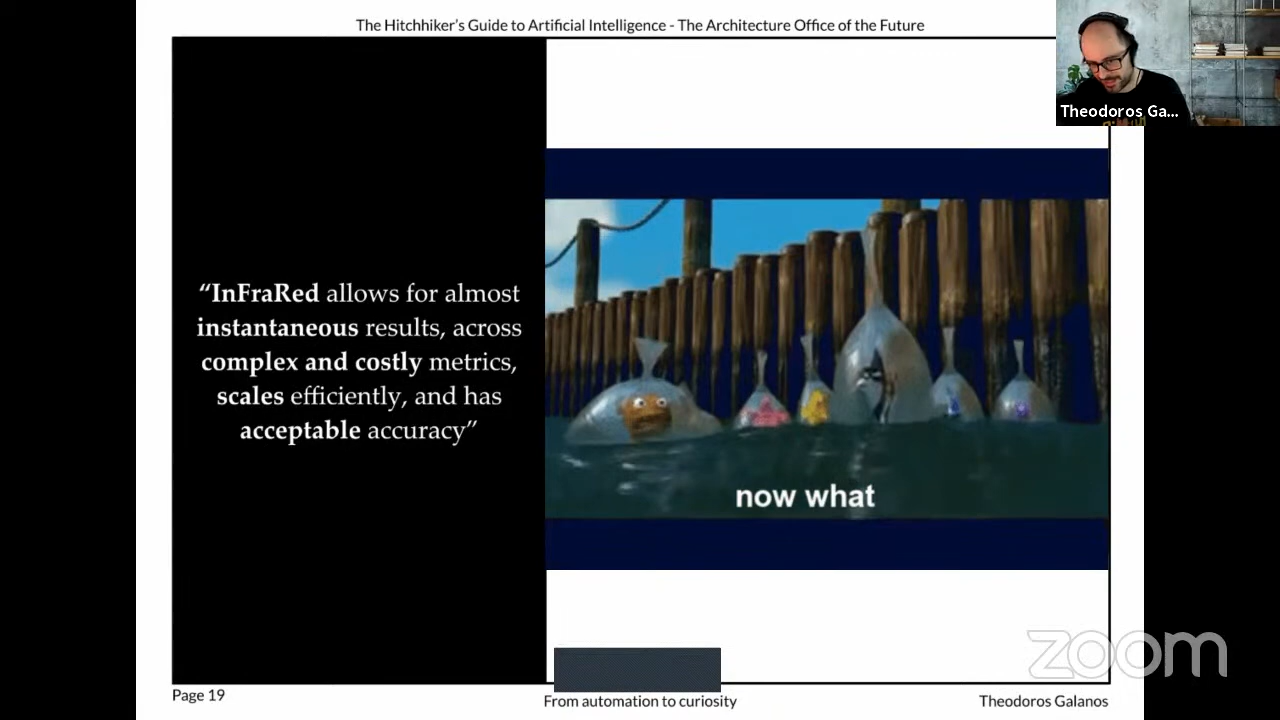 The Hitchhiker's Guide to Artificial Intelligence - The Architecture Office of the Future
Theodoros Ga...
“InFraRed allows for almost
instantaneous results, across
complex and costly metrics,
scales efficiently, and has
acceptable accuracy”
now what
zoom
Page 19
From automation to curiosity
Theodoros Galanos